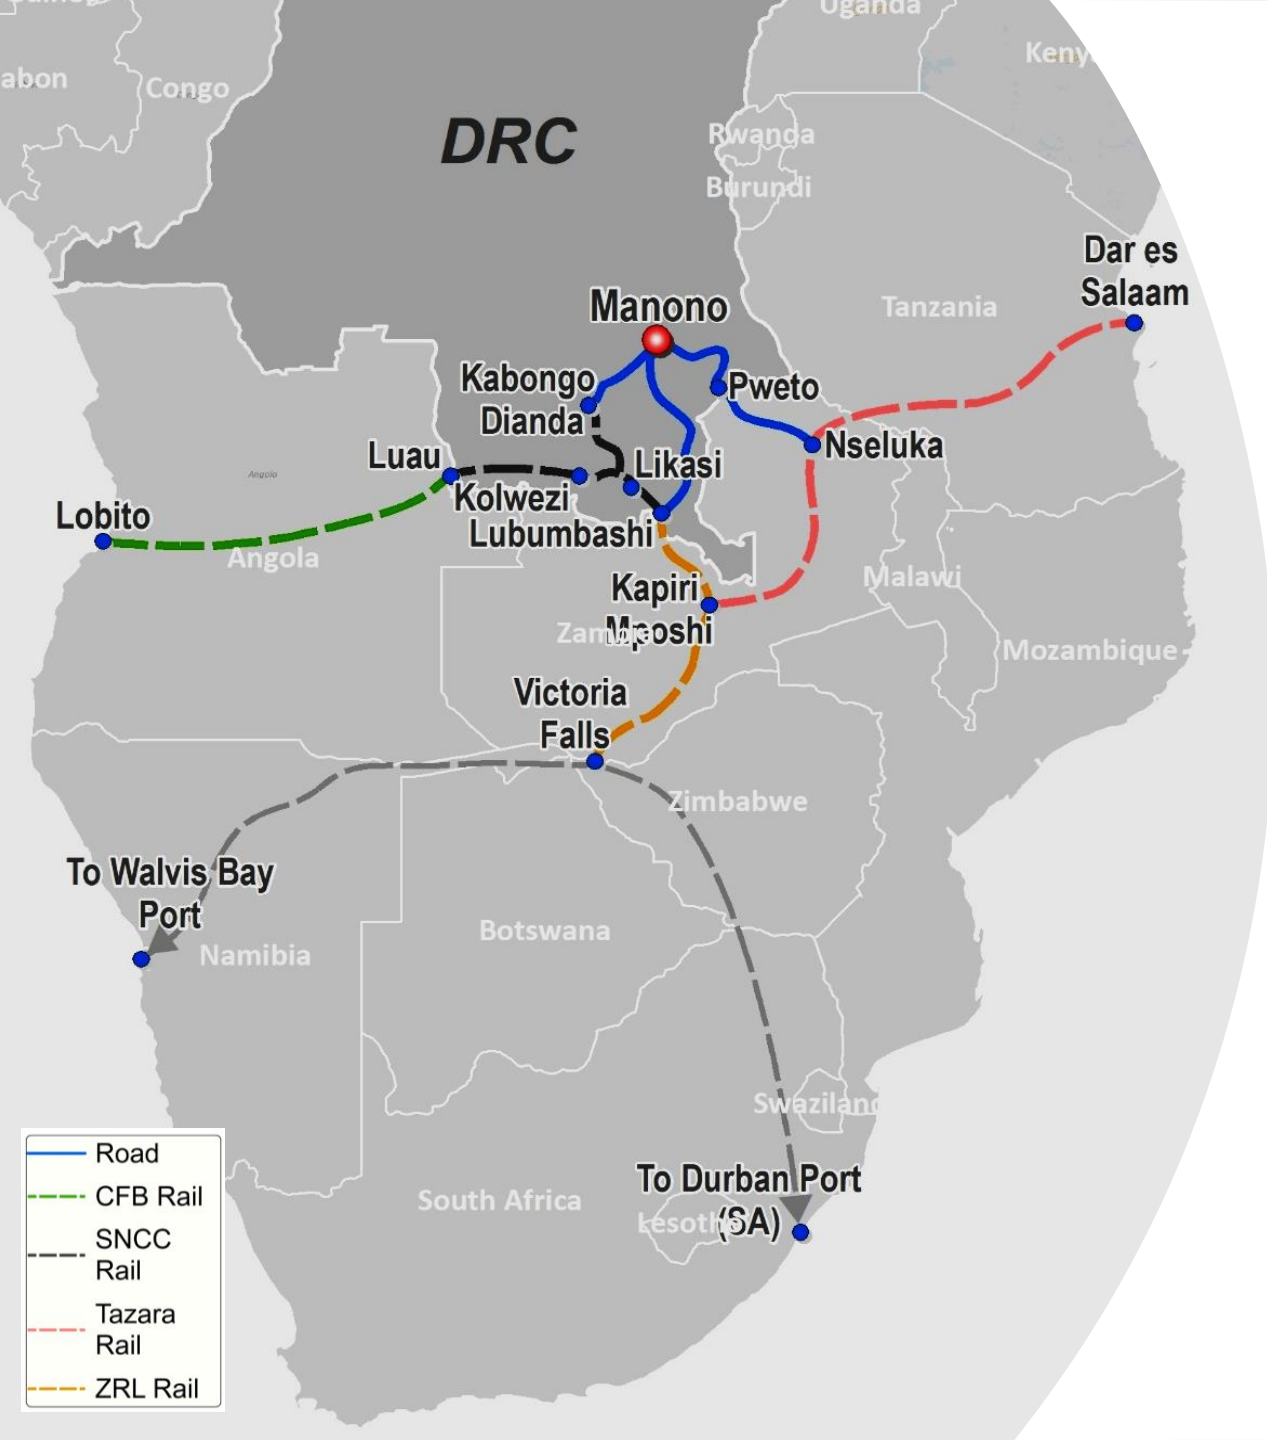 Uganda
Keny
abon
Congo
DRC
Rwanda
Burundi
Dar es
Salaam
Manono
Tanzania
Kabongo
Dianda
Pweto
Luau
Likasi
Nseluka
Angola
Kolwezi
Lobito
Lubumbashi
Angola
Kapiri
Mposhi
Malawi
Zambia
Mozambique
Victoria
Falls
Zimbabwe
To Walvis Bay
Port
Botswana
Namibia
Swaziland
To Durban Port
(SA)
South Africa
Lesotho
Road
CFB Rail
SNCC
Rail
Tazara
Rail
ZRL Rail